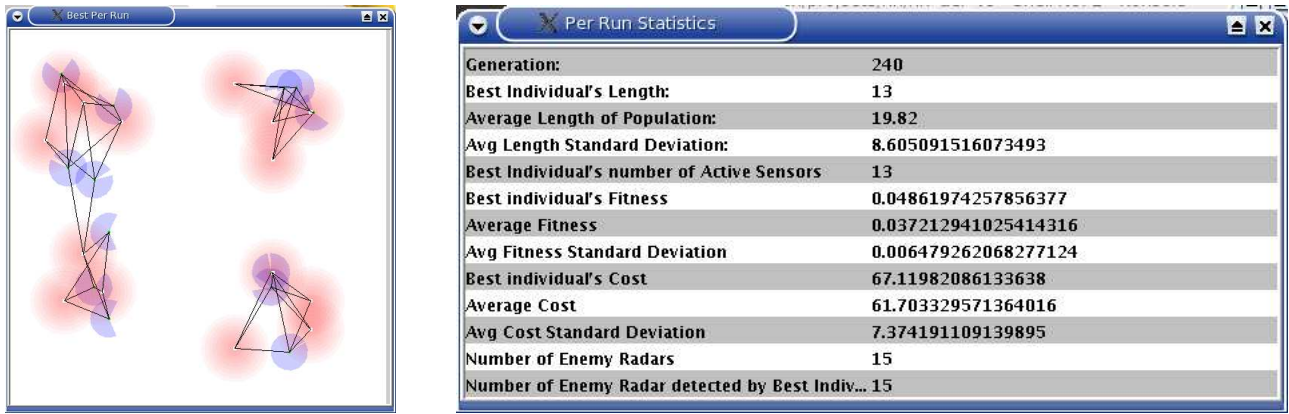 Best Per Run
Per Run Statistics
Generation: 240
Best Individual's Length: 13
Average Length of Population: 19.82
Avg Length Standard Deviation: 8.605091516073493
Best Individual's number of Active Sensors 13
Best individual's Fitness 0.04861974257856377
Average Fitness 0.037212941025414316
Avg Fitness Standard Deviation 0.006479262068277124
Best individual's Cost 67.11982086133638
Average Cost 61.703329571364016
Avg Cost Standard Deviation 7.374191109139895
Number of Enemy Radars 15
Number of Enemy Radar detected by Best Indiv... 15